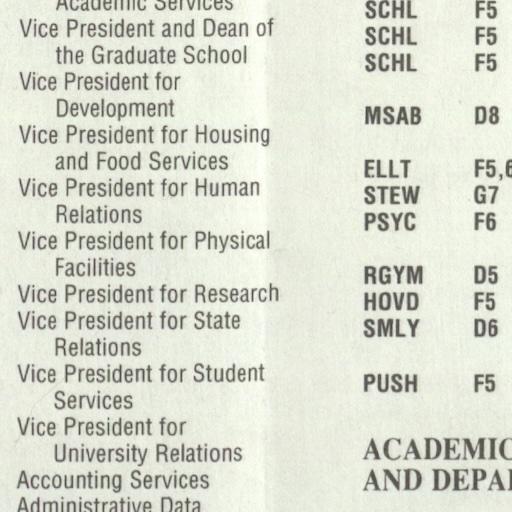 Academic Services
Vice President and Dean of
the Graduate School
Vice President for
Development
Vice President for Housing
and Food Services
Vice President for Human
Relations
Vice President for Physical
Facilities
Vice President for Research
Vice President for State
Relations
Vice President for Student
Services
Vice President for
University Relations
Accounting Services
Administrative Data
SCHL F5
SCHL F5
SCHL F5
MSAB D8
ELLT F5,6
STEW G7
PSYC F6
RGYM D5
HOVD F5
SMLY D6
PUSH F5
ACADEMIC
AND